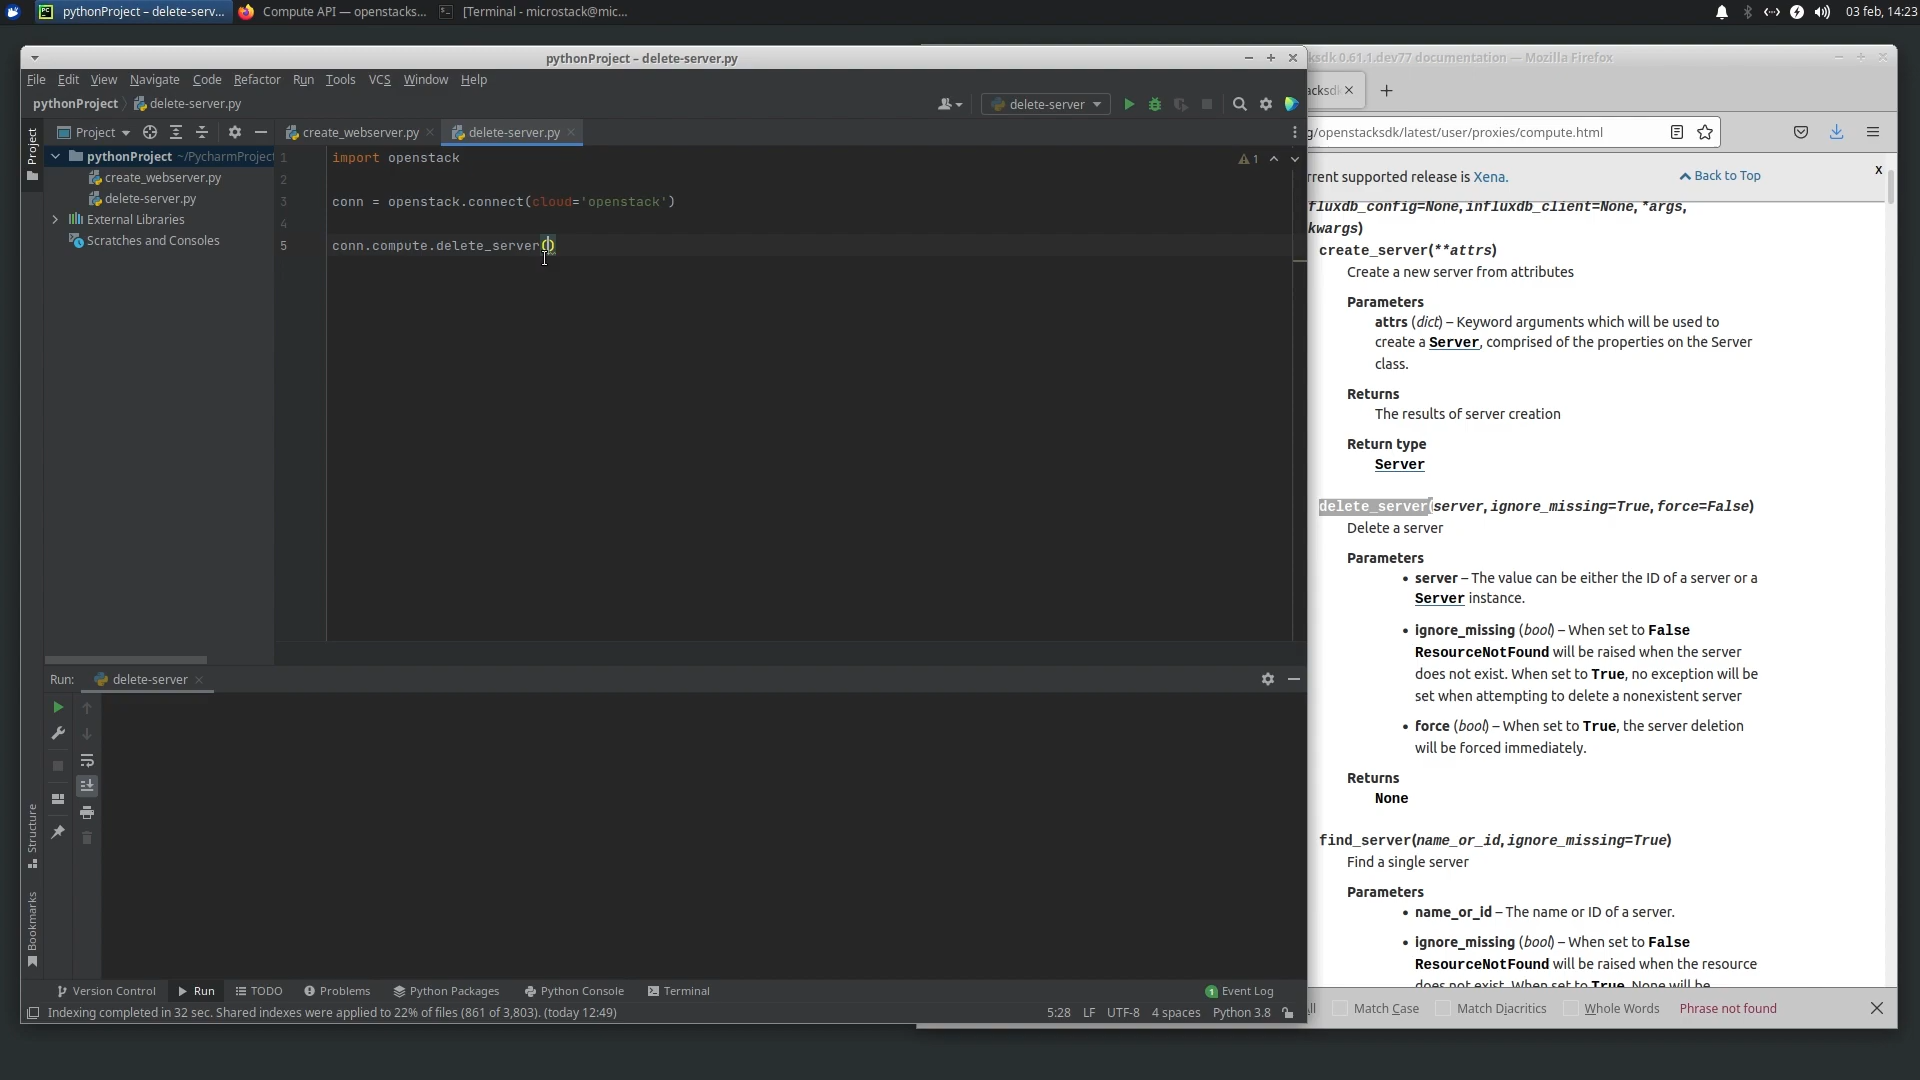 pythonProject – delete-serv...
Compute API — openstacks...
[Terminal - microstack@mic...
03 feb, 14:23
pythonProject – delete-server.py
File Edit View Navigate Code Refactor Run Tools VCS Window Help
pythonProject delete-server.py
delete-server
Project
Project
create_webserver.py
delete-server.py
pythonProject ~/PycharmProject
create_webserver.py
delete-server.py
External Libraries
Scratches and Consoles
1 import openstack
2
3 conn = openstack.connect(cloud='openstack')
4
5 conn.compute.delete_server()
1
Run: delete-server
Structure
Bookmarks
Version Control Run TODO Problems Python Packages Python Console Terminal
1 Event Log
Indexing completed in 32 sec. Shared indexes were applied to 22% of files (861 of 3,803). (today 12:49)
5:28 LF UTF-8 4 spaces Python 3.8
ksdk 0.61.1.dev77 documentation — Mozilla Firefox
acksdk
g/openstacksdk/latest/user/proxies/compute.html
rrent supported release is Xena.
Back to Top
x
fluxdb_config=None, influxdb_client=None, *args,
kwargs)
create_server(**attrs)
Create a new server from attributes
Parameters
attrs (dict) – Keyword arguments which will be used to
create a Server, comprised of the properties on the Server
class.
Returns
The results of server creation
Return type
Server
delete_server(server, ignore_missing=True, force=False)
Delete a server
Parameters
• server – The value can be either the ID of a server or a
Server instance.
• ignore_missing (bool) – When set to False
ResourceNotFound will be raised when the server
does not exist. When set to True, no exception will be
set when attempting to delete a nonexistent server
• force (bool) – When set to True, the server deletion
will be forced immediately.
Returns
None
find_server(name_or_id, ignore_missing=True)
Find a single server
Parameters
• name_or_id – The name or ID of a server.
• ignore_missing (bool) – When set to False
ResourceNotFound will be raised when the resource
does not exist. When set to True, None will be
ll Match Case Match Diacritics Whole Words Phrase not found